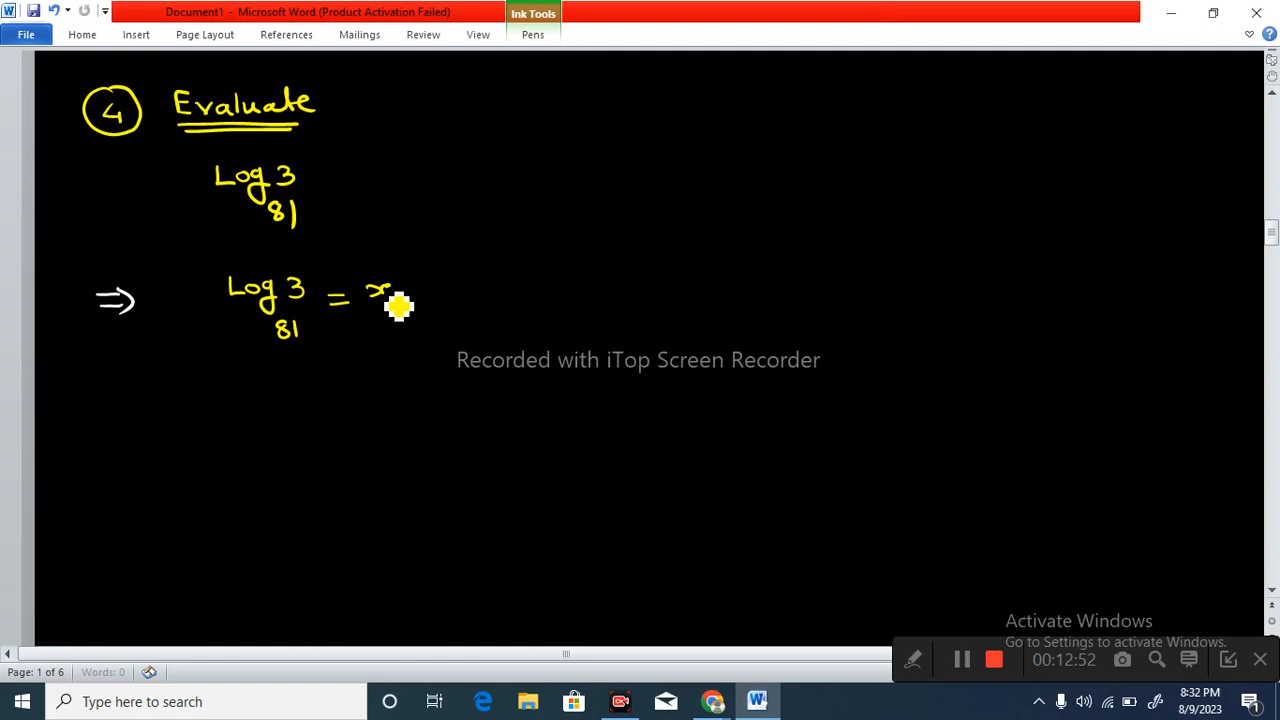 Document1 - Microsoft Word (Product Activation Failed)
Ink Tools
File Home Insert Page Layout References Mailings Review View Pens
4 Evaluate
Log 3
81
⇒ Log 3 = x
81
Recorded with iTop Screen Recorder
Activate Windows
Go to Settings to activate Windows.
00:12:52
Page: 1 of 6 Words: 0
Type here to search
8:32 PM
8/9/2023